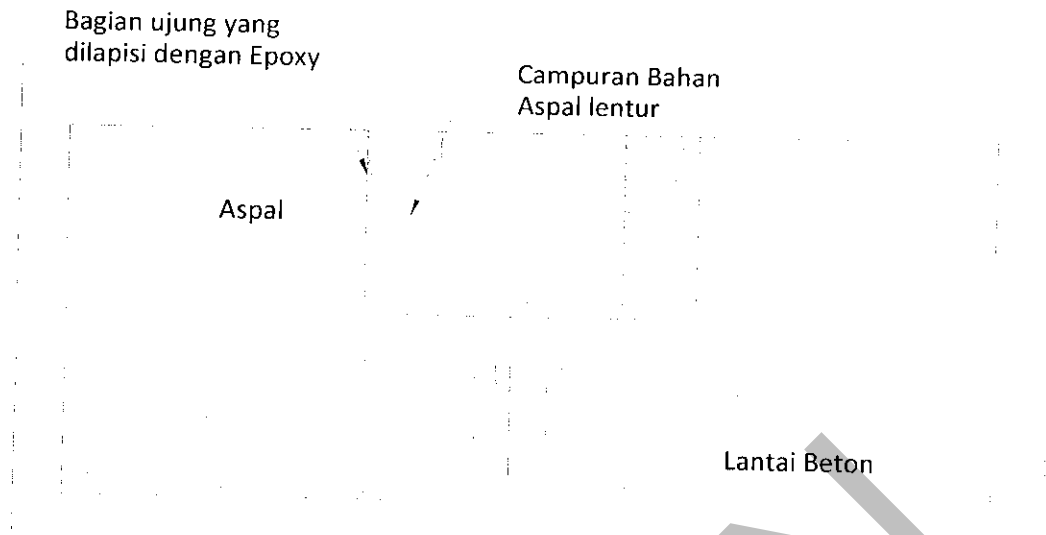 Bagian ujung yang
dilapisi dengan Epoxy
Campuran Bahan
Aspal lentur
Aspal
Lantai Beton